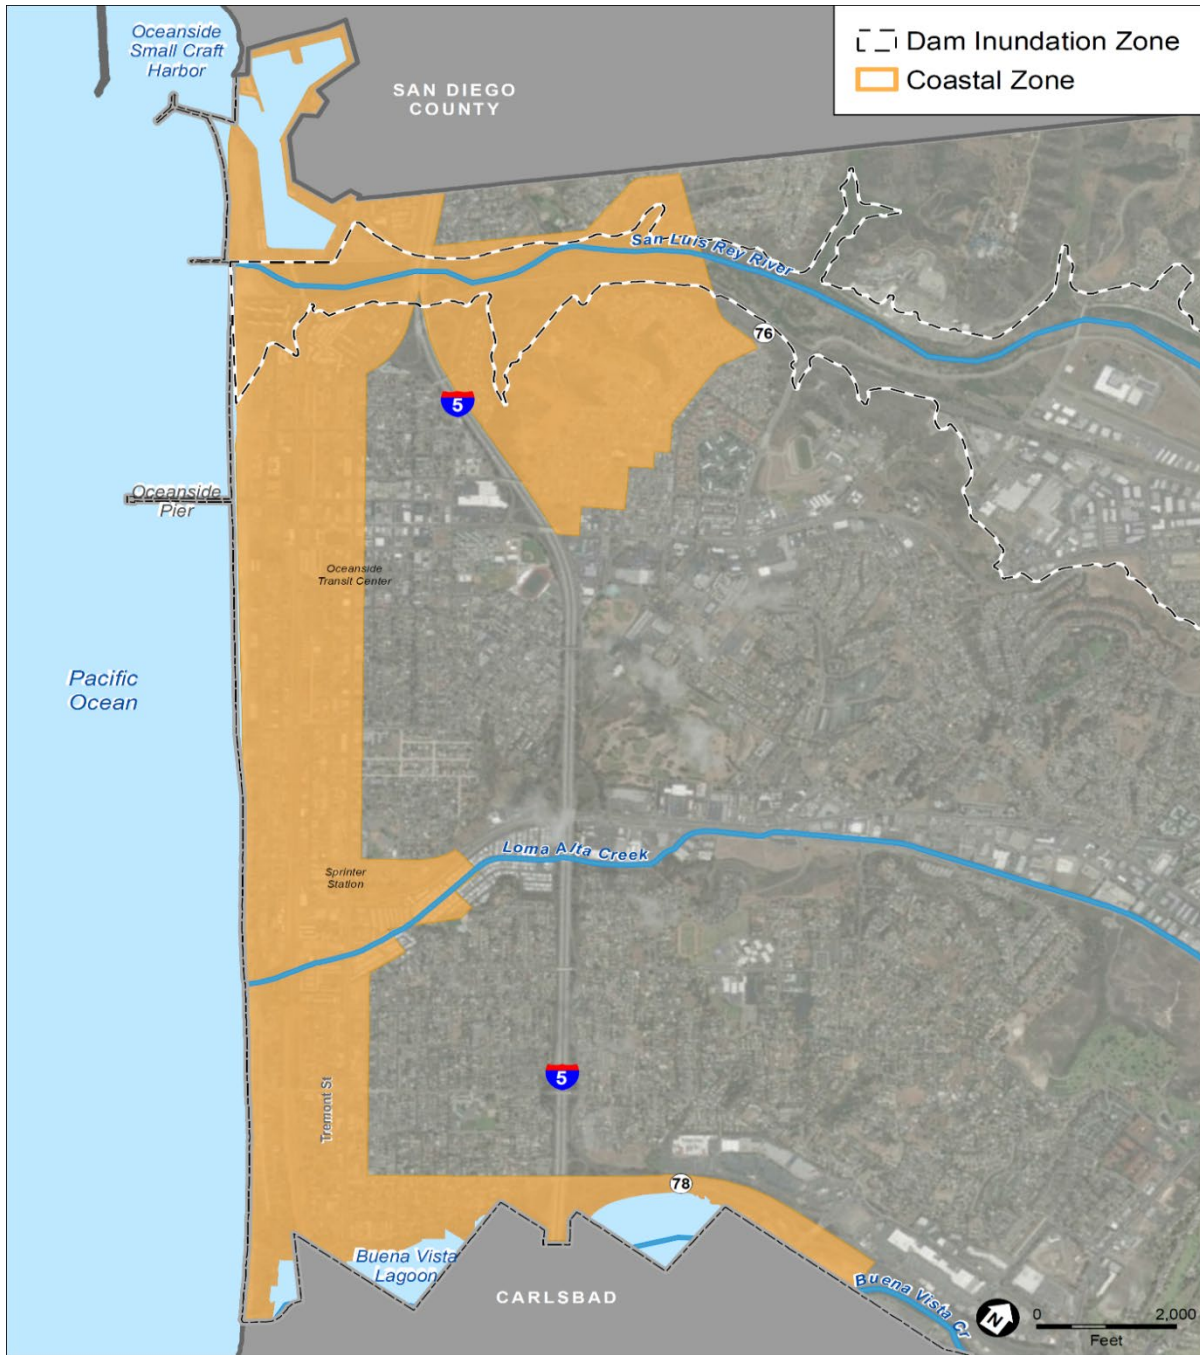 Oceanside
Small Craft
Harbor
SAN DIEGO
COUNTY
Dam Inundation Zone
Coastal Zone
San Luis Rey River
76
5
Oceanside
Pier
Oceanside
Transit Center
Pacific
Ocean
Loma Alta Creek
Sprinter
Station
5
Tremont St
78
Buena Vista
Lagoon
CARLSBAD
Buena Vista Cr
N
0 2,000
Feet